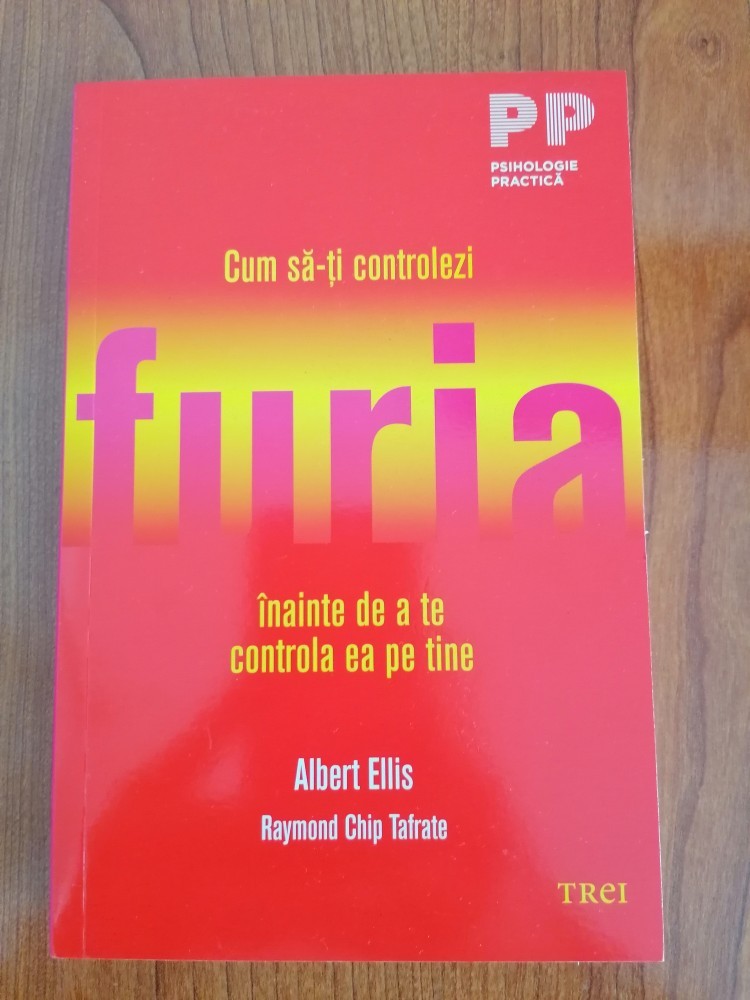 PP
PSIHOLOGIE
PRACTICĂ
Cum să-ți controlezi
furia
înainte de a te
controla ea pe tine
Albert Ellis
Raymond Chip Tafrate
TREI